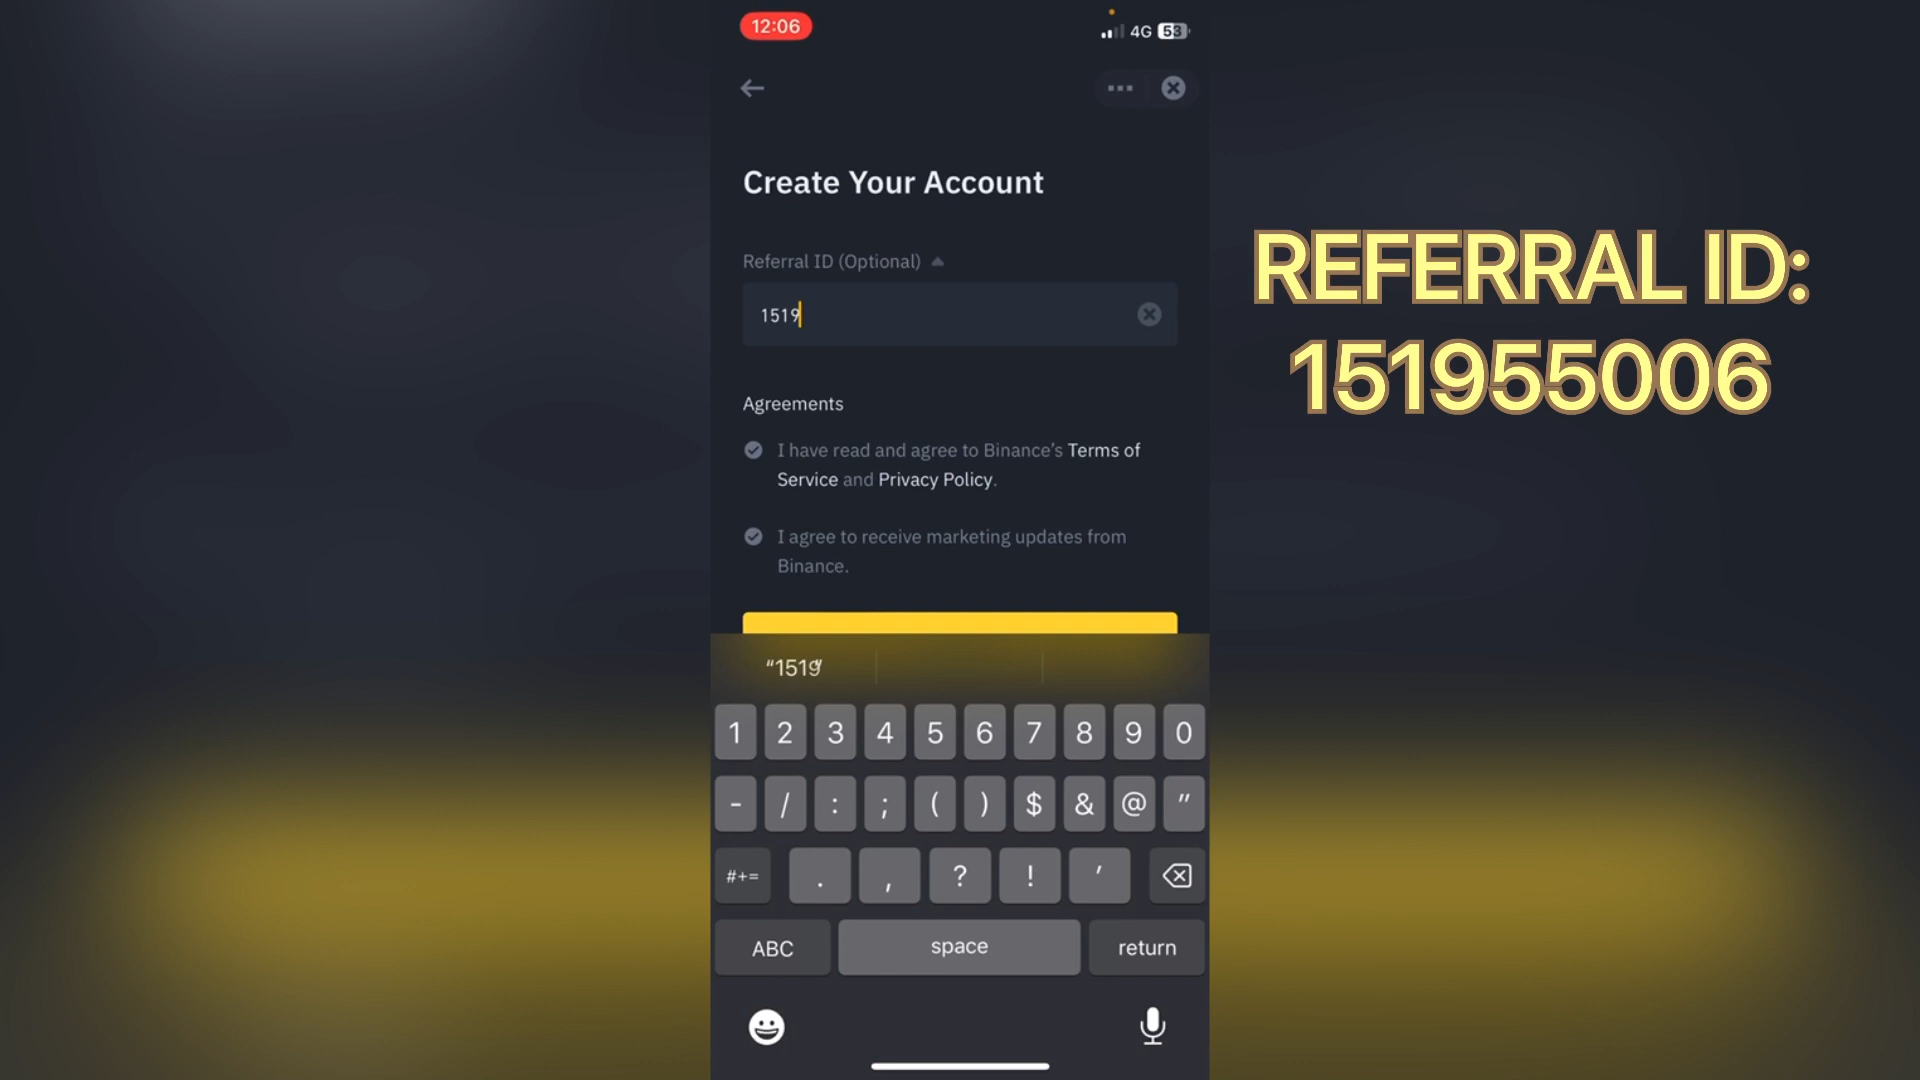 12:06
4G 53
Create Your Account
Referral ID (Optional)
1519
Agreements
I have read and agree to Binance’s Terms of
Service and Privacy Policy.
I agree to receive marketing updates from
Binance.
“1519”
1 2 3 4 5 6 7 8 9 0
- / : ; ( ) $ & @ "
#+= . , ? ! '
ABC space return
REFERRAL ID:
151955006